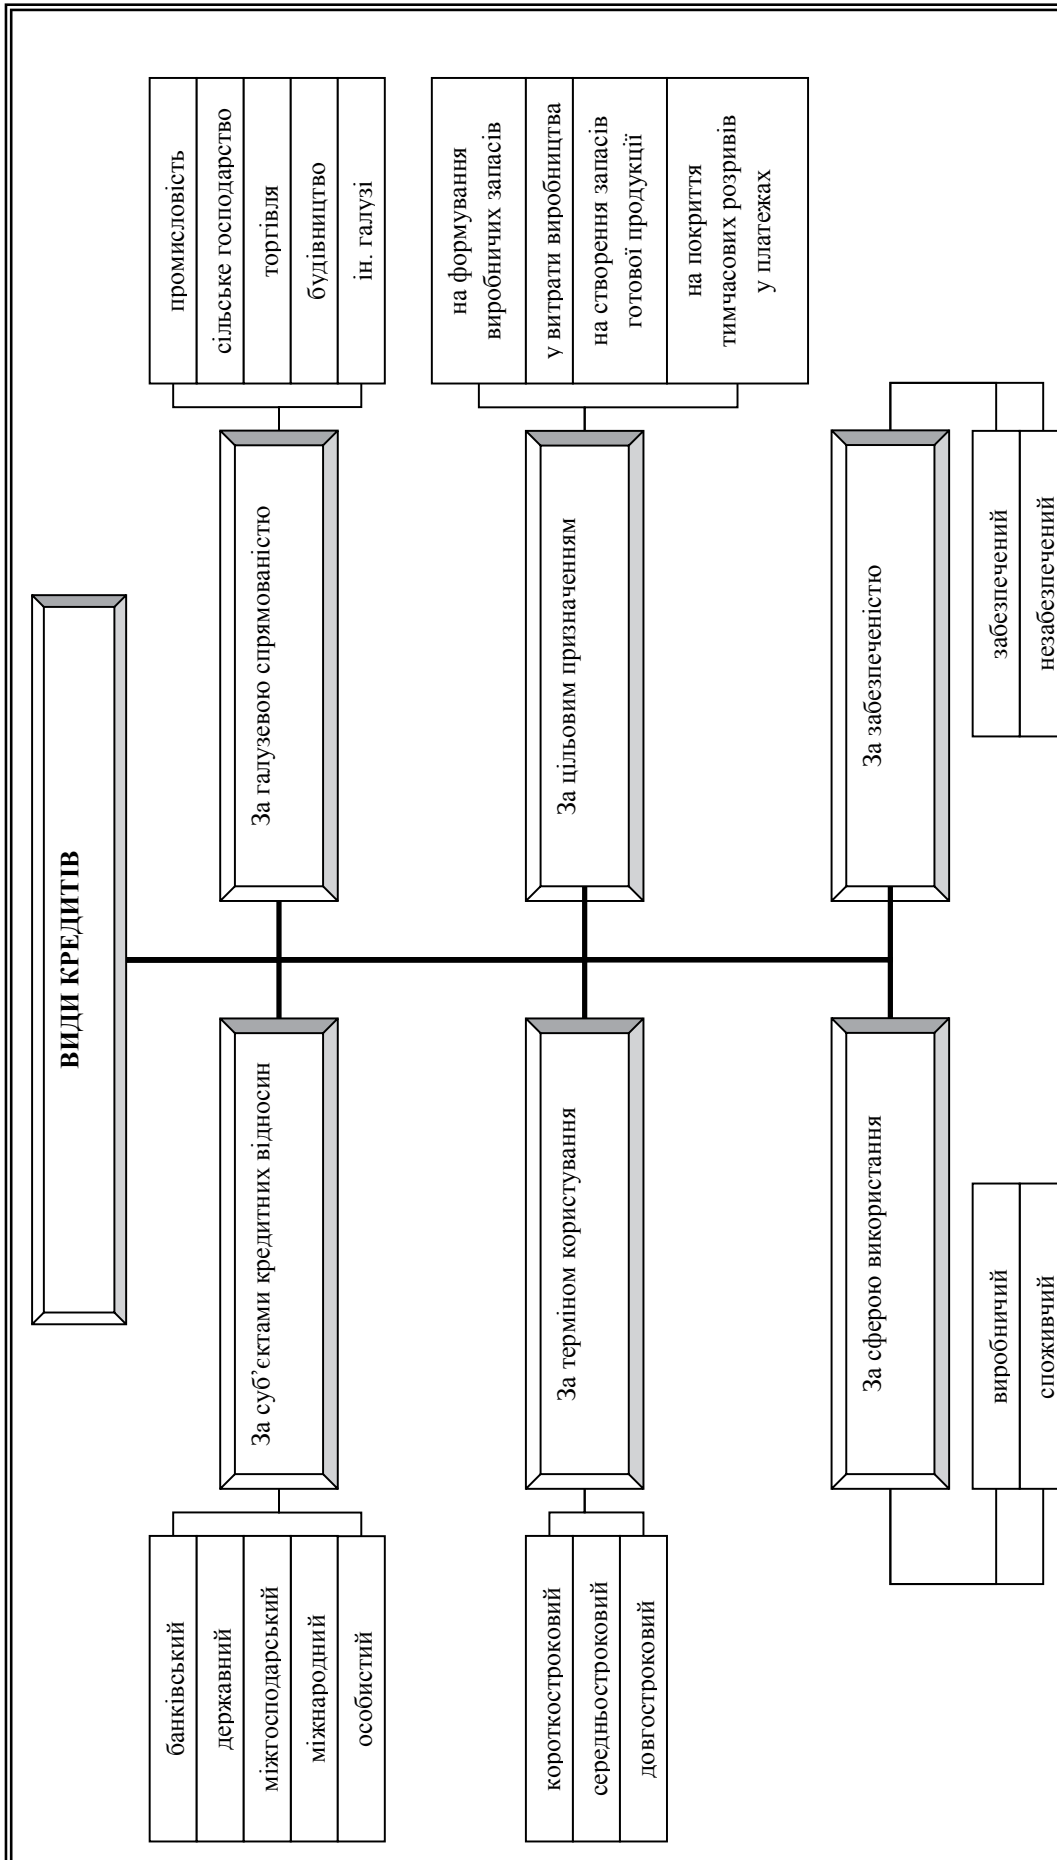 ВИДИ КРЕДИТІВ
За суб’єктами кредитних відносин
банківський
державний
міжгосподарський
міжнародний
особистий
За галузевою спрямованістю
промисловість
сільське господарство
торгівля
будівництво
ін. галузі
За терміном користування
короткостроковий
середньостроковий
довгостроковий
За цільовим призначенням
на формування
виробничих запасів
у витрати виробництва
на створення запасів
готової продукції
на покриття
тимчасових розривів
у платежах
За сферою використання
виробничий
споживчий
За забезпеченістю
забезпечений
незабезпечений